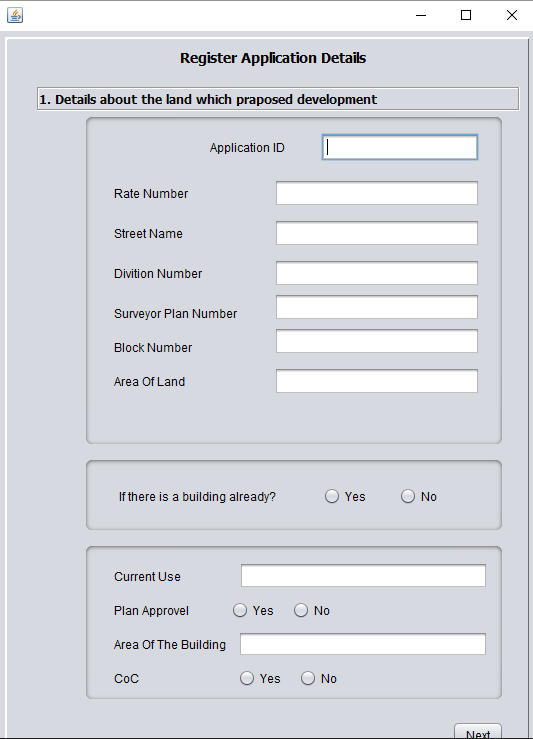 Register Application Details
1. Details about the land which praposed development
Application ID
Rate Number
Street Name
Divition Number
Surveyor Plan Number
Block Number
Area Of Land
If there is a building already? Yes No
Current Use
Plan Approvel Yes No
Area Of The Building
CoC Yes No
Next